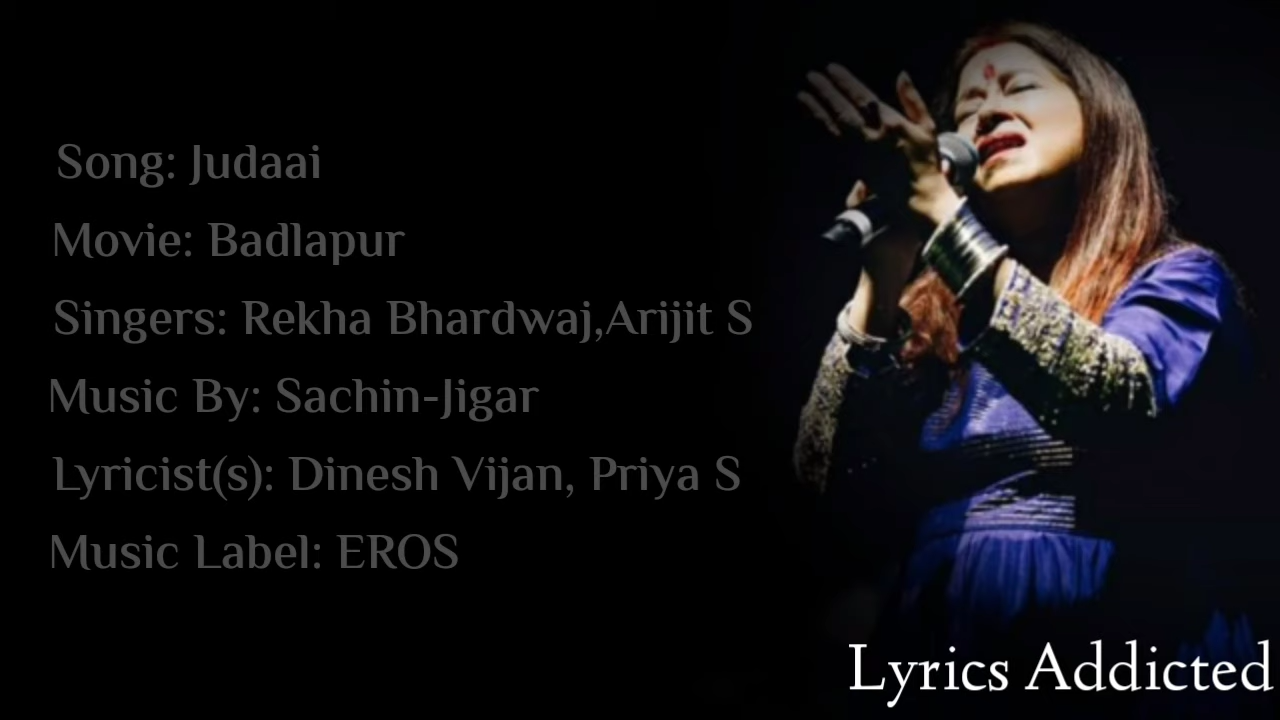 Song: Judaai
Movie: Badlapur
Singers: Rekha Bhardwaj,Arijit S
Music By: Sachin-Jigar
Lyricist(s): Dinesh Vijan, Priya S
Music Label: EROS
Lyrics Addicted